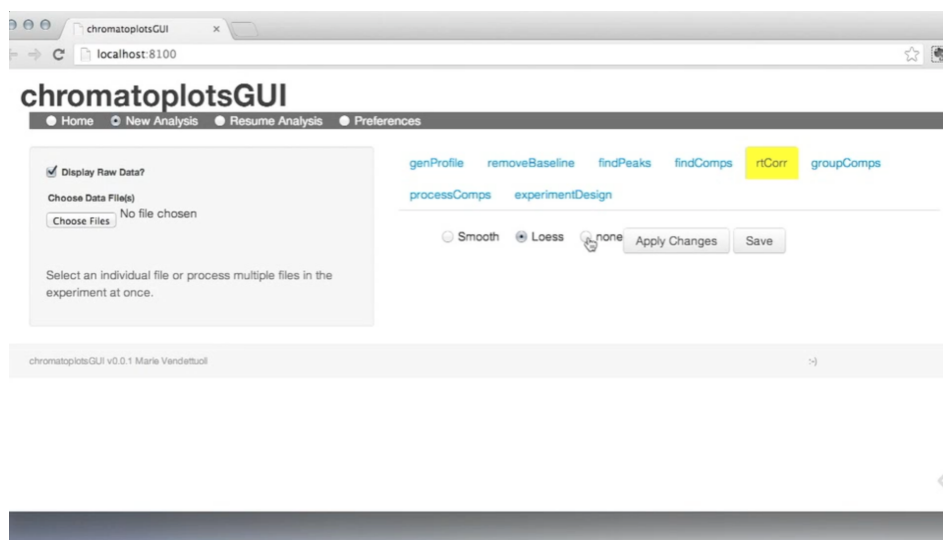 chromatoplotsGUI
localhost:8100
chromatoplotsGUI
Home New Analysis Resume Analysis Preferences
Display Raw Data?
Choose Data File(s)
Choose Files No file chosen
Select an individual file or process multiple files in the
experiment at once.
genProfile removeBaseline findPeaks findComps rtCorr groupComps
processComps experimentDesign
Smooth Loess none Apply Changes Save
chromatoplotsGUI v0.0.1 Marie Vendettuoli
:-)